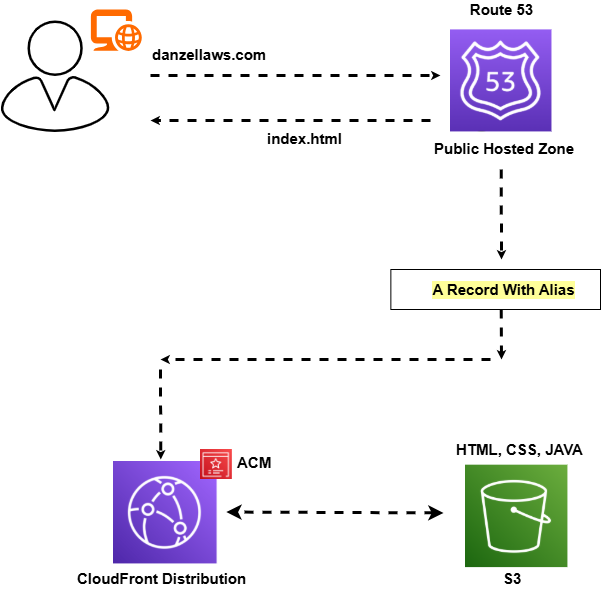 Route 53
danzellaws.com
53
index.html
Public Hosted Zone
A Record With Alias
HTML, CSS, JAVA
ACM
CloudFront Distribution
S3